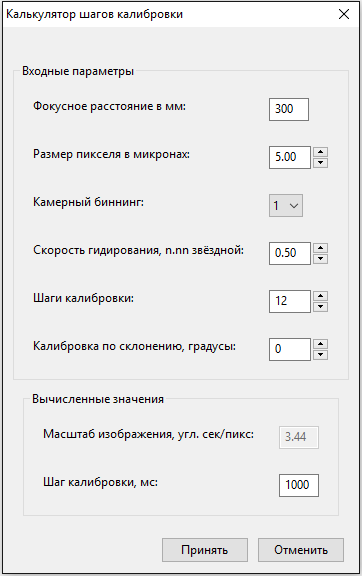 Калькулятор шагов калибровки
Входные параметры
Фокусное расстояние в мм: 300
Размер пикселя в микронах: 5.00
Камерный биннинг: 1
Скорость гидирования, n.nn звёздной: 0.50
Шаги калибровки: 12
Калибровка по склонению, градусы: 0
Вычисленные значения
Масштаб изображения, угл. сек/пикс: 3.44
Шаг калибровки, мс: 1000
Принять Отменить